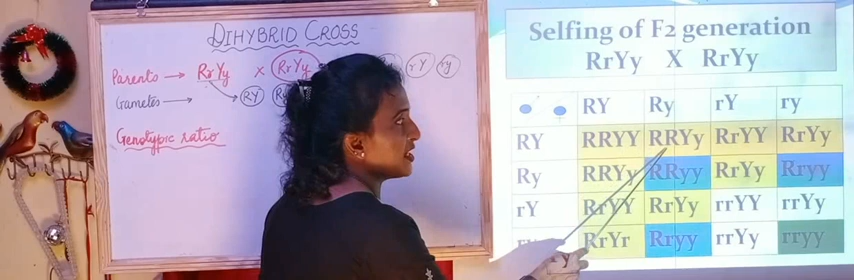 DIHYBRID CROSS
Parents → RrYy x RrYy
Gametes → RY rY ry
Genotypic ratio
Selfing of F2 generation
RrYy X RrYy
RY Ry rY ry
RY RRYY RRYy RrYY RrYy
Ry RRYy RRyy RrYy Rryy
rY RrYY RrYy rrYY rrYy
RrYr Rryy rrYy rryy